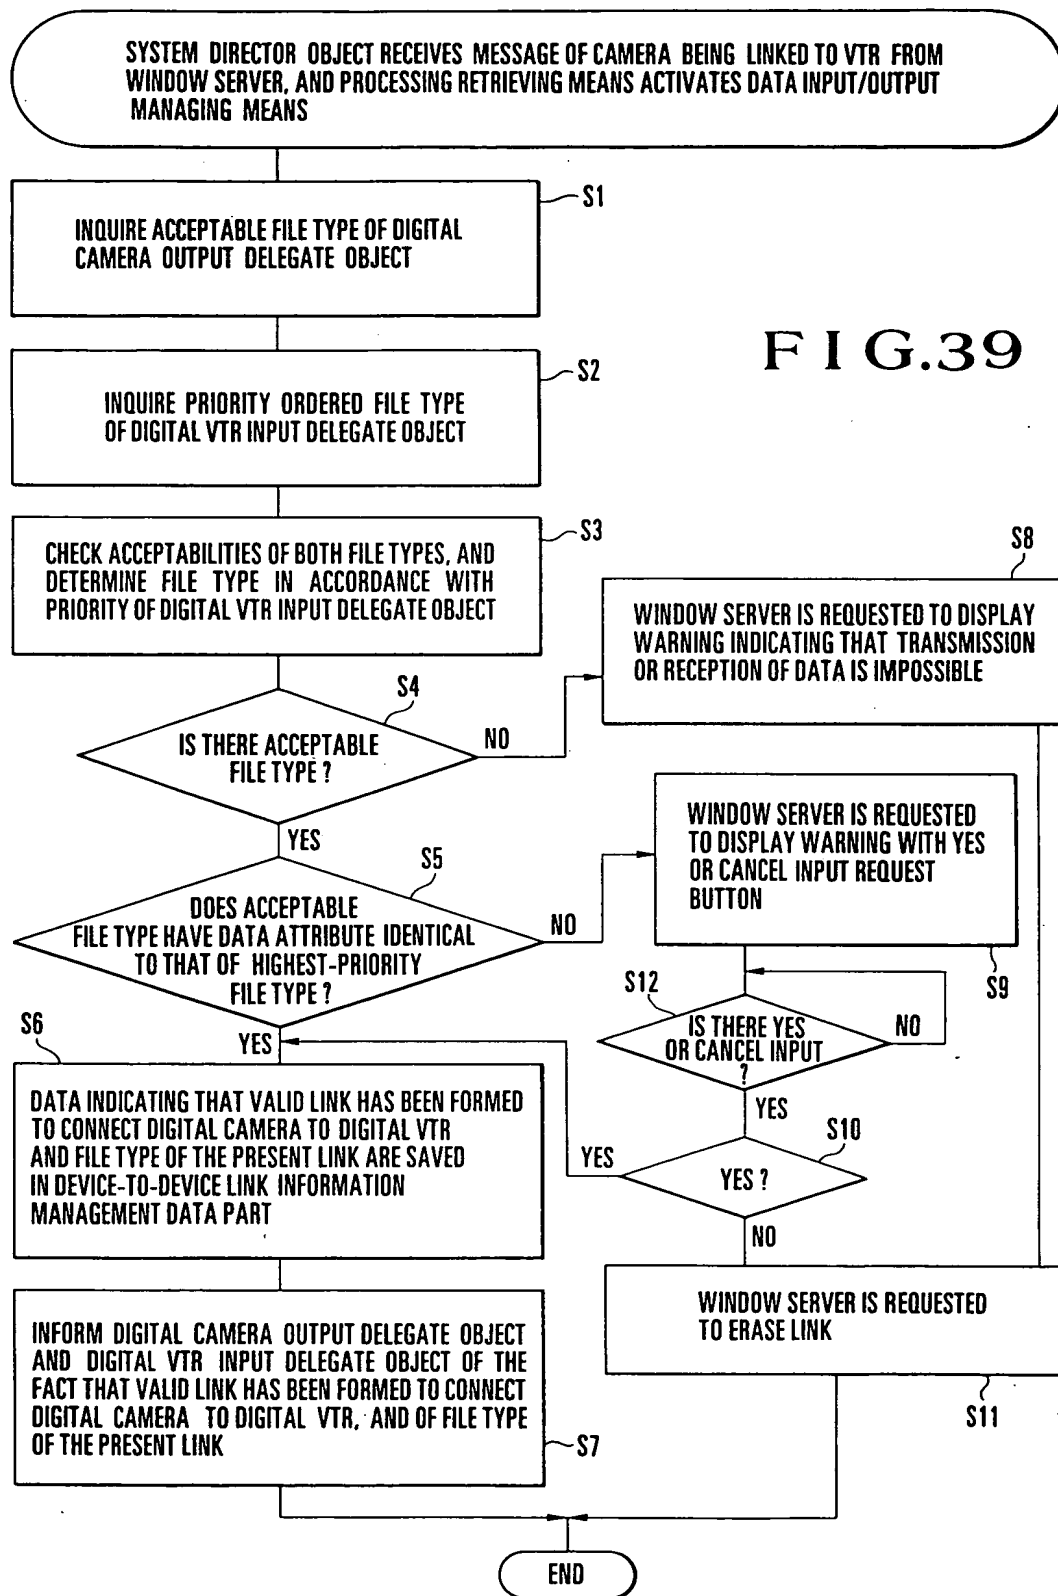 SYSTEM DIRECTOR OBJECT RECEIVES MESSAGE OF CAMERA BEING LINKED TO VTR FROM
WINDOW SERVER, AND PROCESSING RETRIEVING MEANS ACTIVATES DATA INPUT/OUTPUT
MANAGING MEANS
S1
INQUIRE ACCEPTABLE FILE TYPE OF DIGITAL
CAMERA OUTPUT DELEGATE OBJECT
FIG.39
S2
INQUIRE PRIORITY ORDERED FILE TYPE
OF DIGITAL VTR INPUT DELEGATE OBJECT
S3
CHECK ACCEPTABILITIES OF BOTH FILE TYPES, AND
DETERMINE FILE TYPE IN ACCORDANCE WITH
PRIORITY OF DIGITAL VTR INPUT DELEGATE OBJECT
S8
WINDOW SERVER IS REQUESTED TO DISPLAY
WARNING INDICATING THAT TRANSMISSION
OR RECEPTION OF DATA IS IMPOSSIBLE
S4
IS THERE ACCEPTABLE
FILE TYPE ?
NO
YES
S5
DOES ACCEPTABLE
FILE TYPE HAVE DATA ATTRIBUTE IDENTICAL
TO THAT OF HIGHEST-PRIORITY
FILE TYPE ?
NO
YES
WINDOW SERVER IS REQUESTED
TO DISPLAY WARNING WITH YES
OR CANCEL INPUT REQUEST
BUTTON
S9
S12
IS THERE YES
OR CANCEL INPUT
?
NO
YES
S10
YES ?
YES
NO
S6
DATA INDICATING THAT VALID LINK HAS BEEN FORMED
TO CONNECT DIGITAL CAMERA TO DIGITAL VTR
AND FILE TYPE OF THE PRESENT LINK ARE SAVED
IN DEVICE-TO-DEVICE LINK INFORMATION
MANAGEMENT DATA PART
WINDOW SERVER IS REQUESTED
TO ERASE LINK
S11
INFORM DIGITAL CAMERA OUTPUT DELEGATE OBJECT
AND DIGITAL VTR INPUT DELEGATE OBJECT OF THE
FACT THAT VALID LINK HAS BEEN FORMED TO CONNECT
DIGITAL CAMERA TO DIGITAL VTR, AND OF FILE TYPE
OF THE PRESENT LINK
S7
END